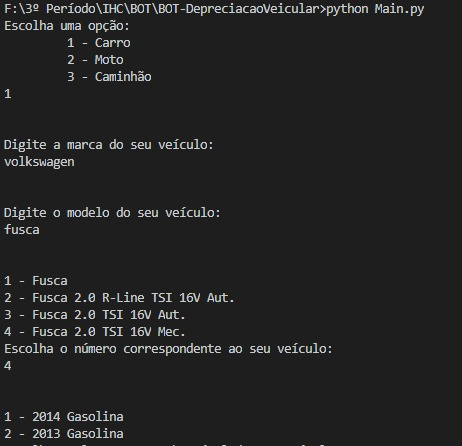 F:\3º Período\IHC\BOT\BOT-DepreciacaoVeicular>python Main.py
Escolha uma opção:
1 - Carro
2 - Moto
3 - Caminhão
1
Digite a marca do seu veículo:
volkswagen
Digite o modelo do seu veículo:
fusca
1 - Fusca
2 - Fusca 2.0 R-Line TSI 16V Aut.
3 - Fusca 2.0 TSI 16V Aut.
4 - Fusca 2.0 TSI 16V Mec.
Escolha o número correspondente ao seu veículo:
4
1 - 2014 Gasolina
2 - 2013 Gasolina